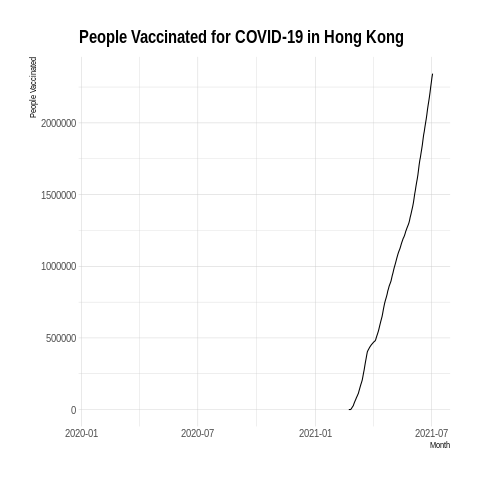 People Vaccinated for COVID-19 in Hong Kong
People Vaccinated
2000000
1500000
1000000
500000
0
2020-01 2020-07 2021-01 2021-07
Month